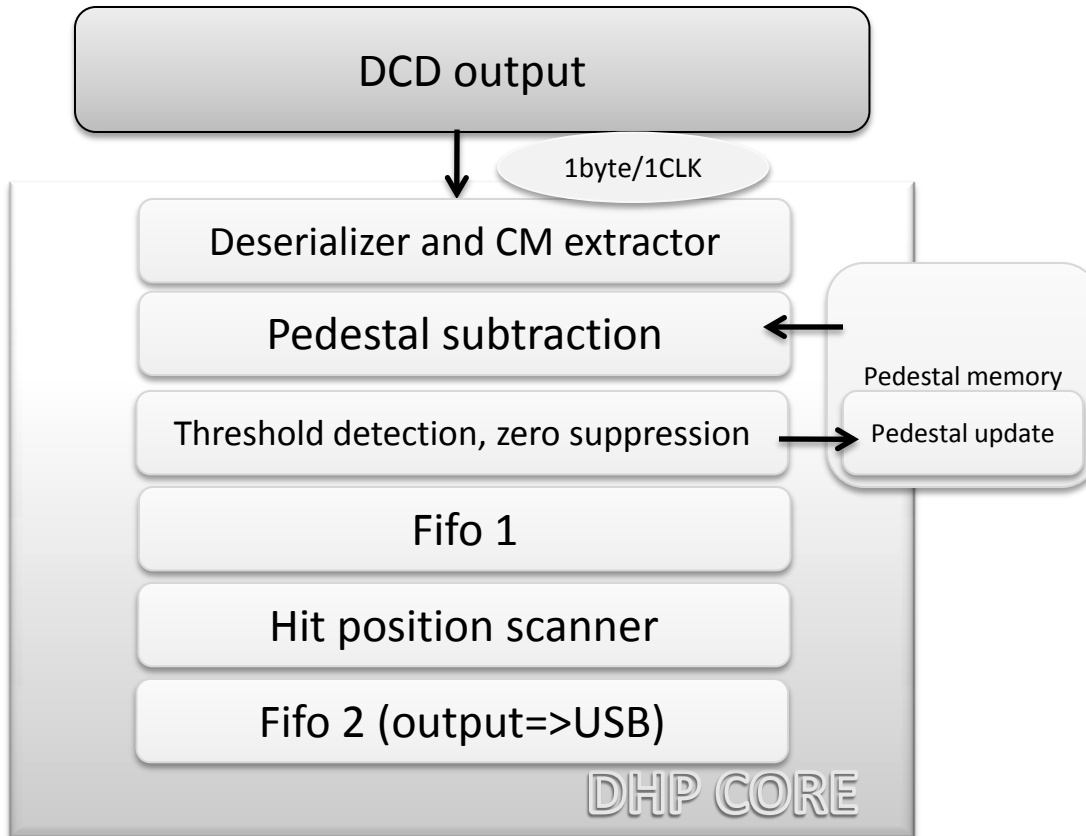 DCD output
1byte/1CLK
Deserializer and CM extractor
Pedestal subtraction
Pedestal memory
Threshold detection, zero suppression
Pedestal update
Fifo 1
Hit position scanner
Fifo 2 (output=>USB)
DHP CORE